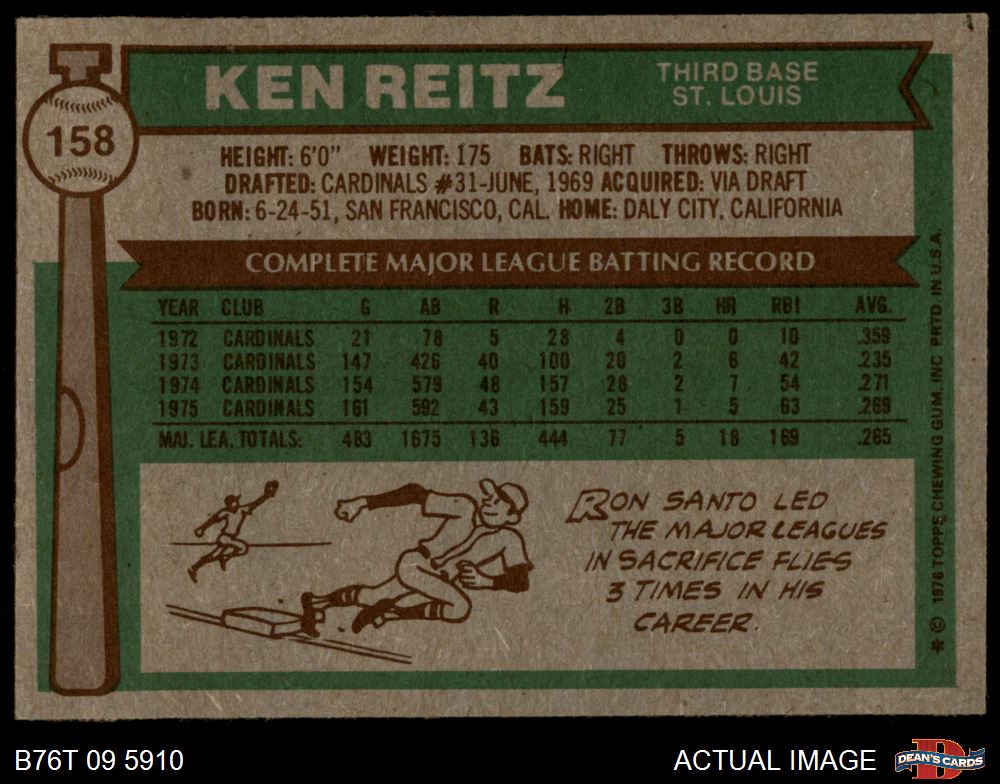 158
KEN REITZ
THIRD BASE
ST. LOUIS
HEIGHT: 6'0" WEIGHT: 175 BATS: RIGHT THROWS: RIGHT
DRAFTED: CARDINALS #31-JUNE, 1969 ACQUIRED: VIA DRAFT
BORN: 6-24-51, SAN FRANCISCO, CAL. HOME: DALY CITY, CALIFORNIA
COMPLETE MAJOR LEAGUE BATTING RECORD
YEAR CLUB G AB R H 2B 3B HR RBI AVG.
1972 CARDINALS 21 78 5 28 4 0 0 10 .359
1973 CARDINALS 147 426 40 100 20 2 6 42 .235
1974 CARDINALS 154 579 48 157 28 2 7 54 .271
1975 CARDINALS 161 592 43 159 25 1 5 63 .269
MAJ. LEA. TOTALS: 483 1675 136 444 77 5 18 169 .265
RON SANTO LED
THE MAJOR LEAGUES
IN SACRIFICE FLIES
3 TIMES IN HIS
CAREER.
* © 1976 TOPPS CHEWING GUM, INC PRTD. IN U.S.A.
B76T 09 5910
ACTUAL IMAGE
D
DEAN'S CARDS